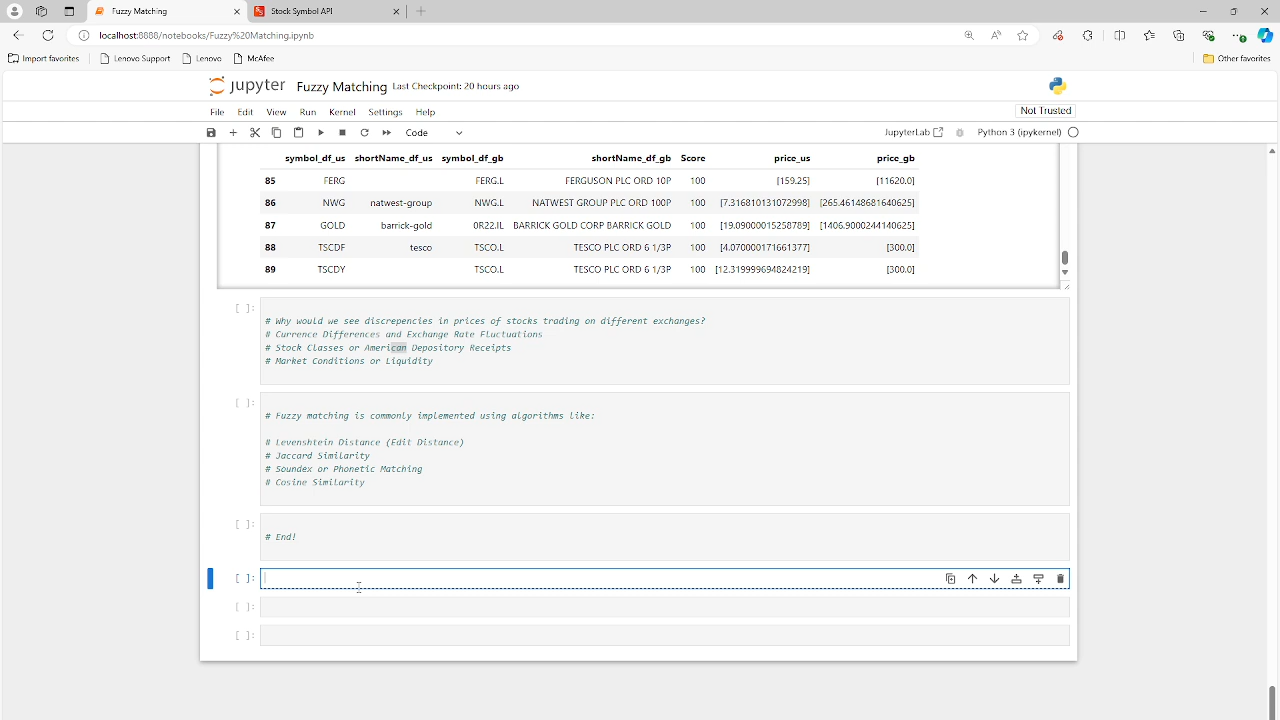 Fuzzy Matching
Stock Symbol API
localhost:8888/notebooks/Fuzzy%20Matching.ipynb
Import favorites
Lenovo Support
Lenovo
McAfee
Other favorites
jupyter
Fuzzy Matching
Last Checkpoint: 20 hours ago
File Edit View Run Kernel Settings Help
Not Trusted
Code
JupyterLab
Python 3 (ipykernel)
symbol_df_us shortName_df_us symbol_df_gb shortName_df_gb Score price_us price_gb
85 FERG FERG.L FERGUSON PLC ORD 10P 100 [159.25] [11620.0]
86 NWG natwest-group NWG.L NATWEST GROUP PLC ORD 100P 100 [7.316810131072998] [265.46148681640625]
87 GOLD barrick-gold 0R22.IL BARRICK GOLD CORP BARRICK GOLD 100 [19.09000015258789] [1406.9000244140625]
88 TSCDF tesco TSCO.L TESCO PLC ORD 6 1/3P 100 [4.070000171661377] [300.0]
89 TSCDY TSCO.L TESCO PLC ORD 6 1/3P 100 [12.319999694824219] [300.0]
[ ]:
# Why would we see discrepencies in prices of stocks trading on different exchanges?
# Currence Differences and Exchange Rate Fluctuations
# Stock Classes or American Depository Receipts
# Market Conditions or Liquidity
[ ]:
# Fuzzy matching is commonly implemented using algorithms like:
# Levenshtein Distance (Edit Distance)
# Jaccard Similarity
# Soundex or Phonetic Matching
# Cosine Similarity
[ ]:
# End!
[ ]:
[ ]:
[ ]: